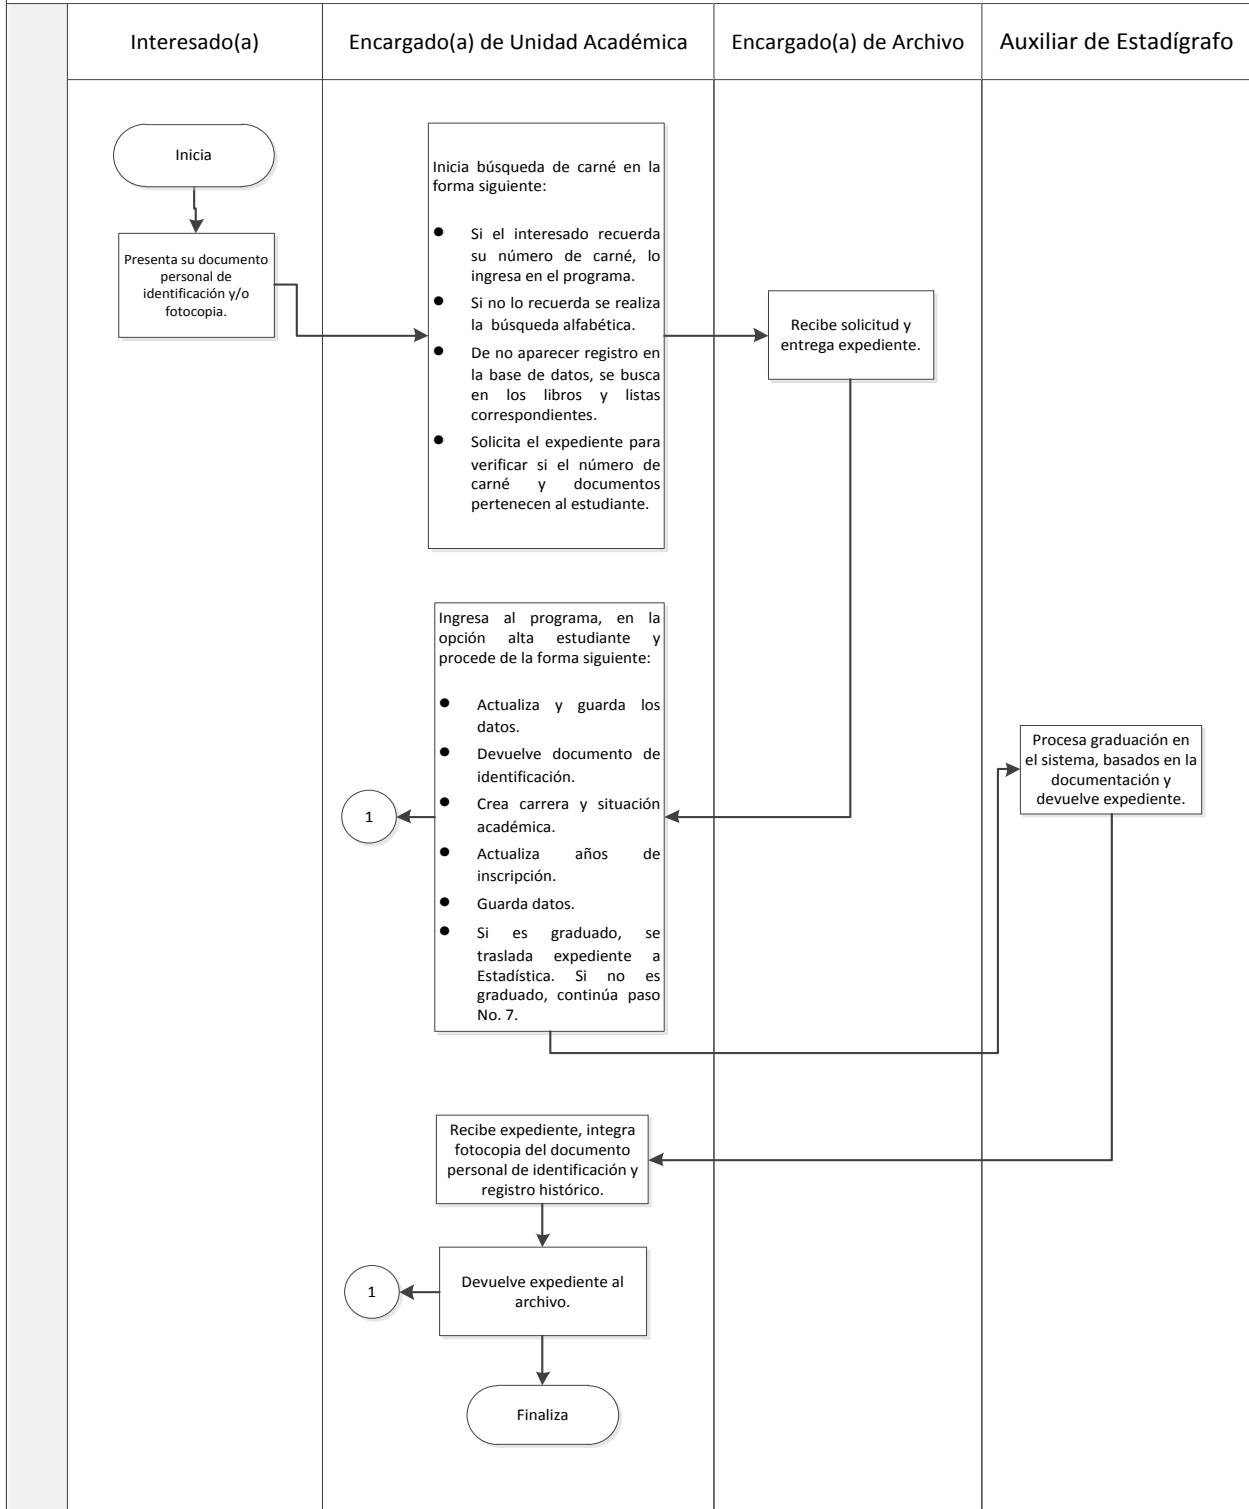 Interesado(a)
Encargado(a) de Unidad Académica
Encargado(a) de Archivo
Auxiliar de Estadígrafo
Inicia
Presenta su documento
personal de
identificación y/o
fotocopia.
Inicia búsqueda de carné en la
forma siguiente:
● Si el interesado recuerda
su número de carné, lo
ingresa en el programa.
● Si no lo recuerda se realiza
la búsqueda alfabética.
● De no aparecer registro en
la base de datos, se busca
en los libros y listas
correspondientes.
● Solicita el expediente para
verificar si el número de
carné y documentos
pertenecen al estudiante.
Recibe solicitud y
entrega expediente.
Ingresa al programa, en la
opción alta estudiante y
procede de la forma siguiente:
● Actualiza y guarda los
datos.
● Devuelve documento de
identificación.
● Crea carrera y situación
académica.
● Actualiza años de
inscripción.
● Guarda datos.
● Si es graduado, se
traslada expediente a
Estadística. Si no es
graduado, continúa paso
No. 7.
1
Procesa graduación en
el sistema, basados en la
documentación y
devuelve expediente.
Recibe expediente, integra
fotocopia del documento
personal de identificación y
registro histórico.
Devuelve expediente al
archivo.
1
Finaliza